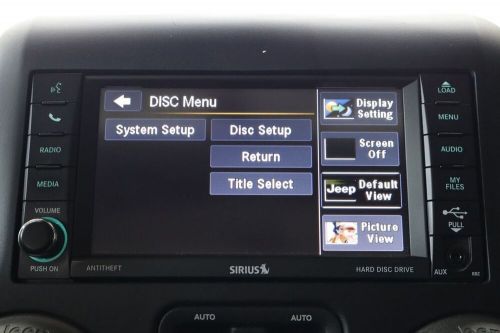 LOAD
DISC Menu
Display
Setting
MENU
System Setup
Disc Setup
Screen
Off
RADIO
AUDIO
Return
MEDIA
Title Select
Jeep
Default
View
MY
FILES
VOLUME
Picture
View
PULL
PUSH ON
ANTITHEFT
SIRIUS
HARD DISC DRIVE
AUX
RBZ
AUTO
AUTO